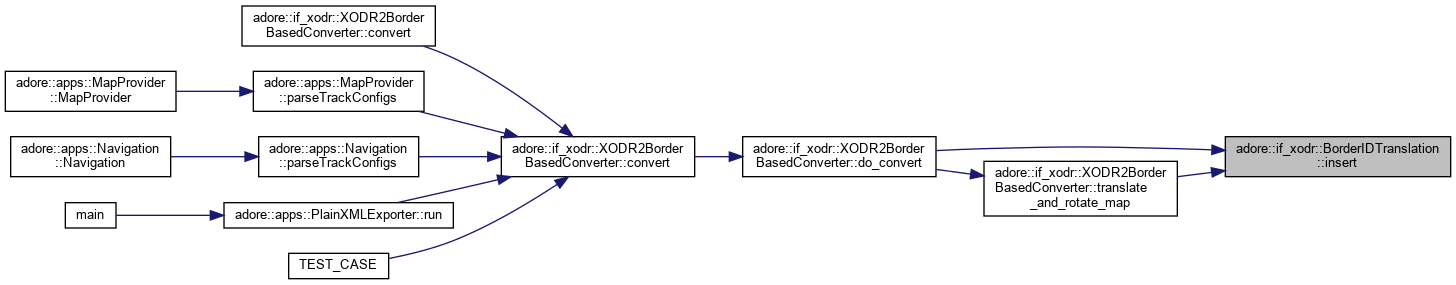 adore::if_xodr::XODR2Border
BasedConverter::convert
adore::apps::MapProvider
::MapProvider
adore::apps::MapProvider
::parseTrackConfigs
adore::apps::Navigation
::Navigation
adore::apps::Navigation
::parseTrackConfigs
main
adore::apps::PlainXMLExporter::run
TEST_CASE
adore::if_xodr::XODR2Border
BasedConverter::convert
adore::if_xodr::XODR2Border
BasedConverter::do_convert
adore::if_xodr::XODR2Border
BasedConverter::translate
_and_rotate_map
adore::if_xodr::BorderIDTranslation
::insert